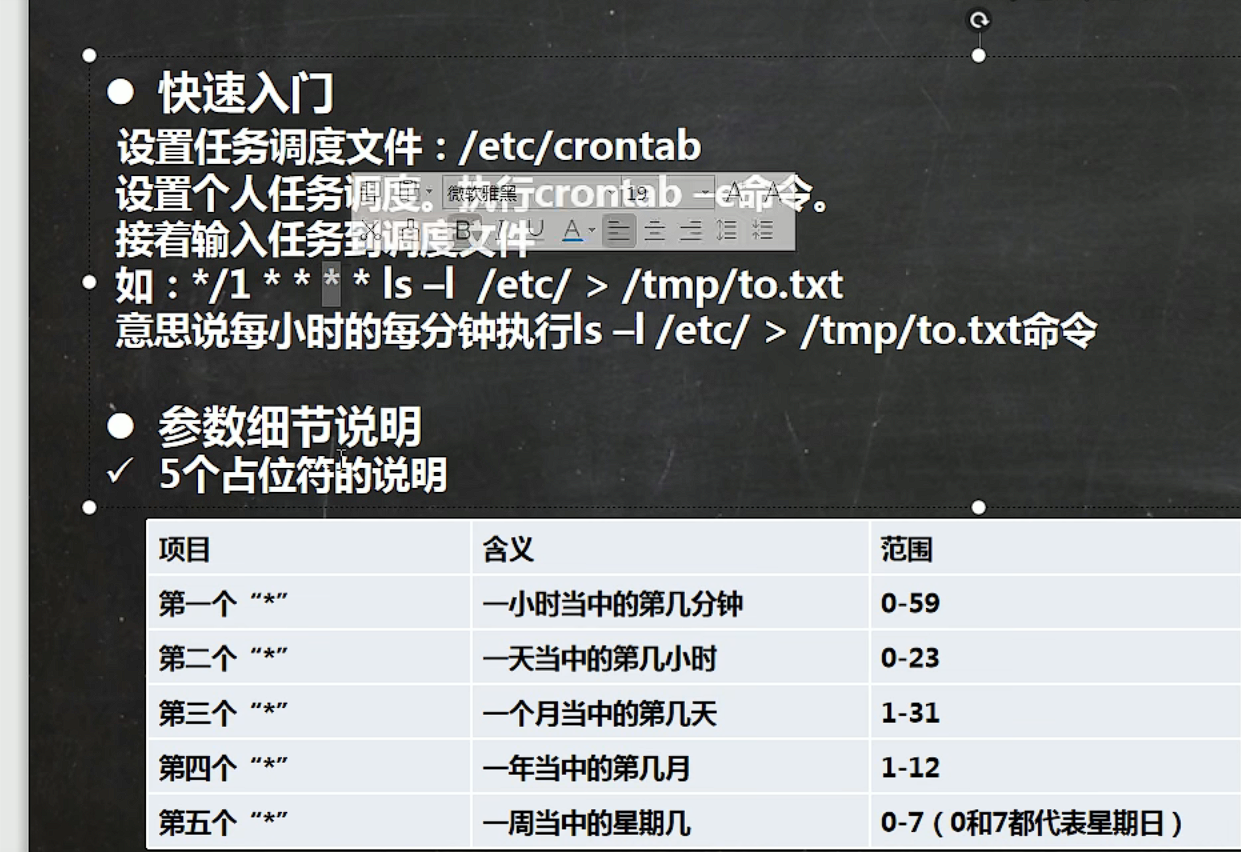 ● 快速入门
设置任务调度文件：/etc/crontab
设置个人任务调度。执行crontab –e命令。
接着输入任务到调度文件
如：*/1 * * * * ls –l  /etc/ > /tmp/to.txt
意思说每小时的每分钟执行ls –l /etc/ > /tmp/to.txt命令
微软雅黑 19
B I U A
● 参数细节说明
✓ 5个占位符的说明
项目 含义 范围
第一个“*” 一小时当中的第几分钟 0-59
第二个“*” 一天当中的第几小时 0-23
第三个“*” 一个月当中的第几天 1-31
第四个“*” 一年当中的第几月 1-12
第五个“*” 一周当中的星期几 0-7（0和7都代表星期日）